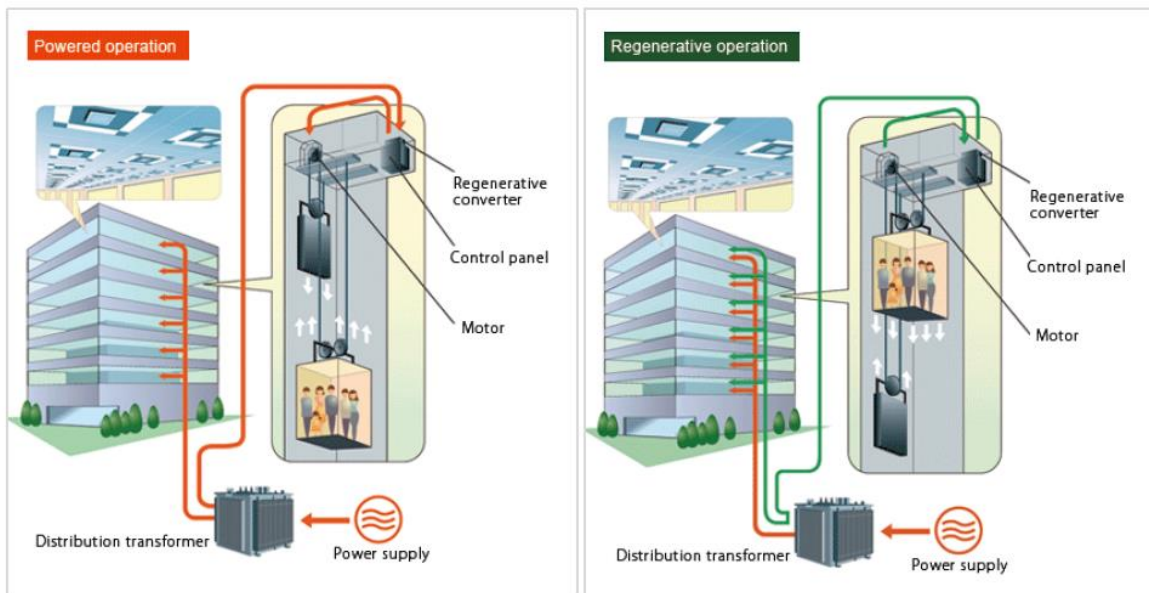 Powered operation
Regenerative
converter
Control panel
Motor
Distribution transformer
Power supply
Regenerative operation
Regenerative
converter
Control panel
Motor
Distribution transformer
Power supply